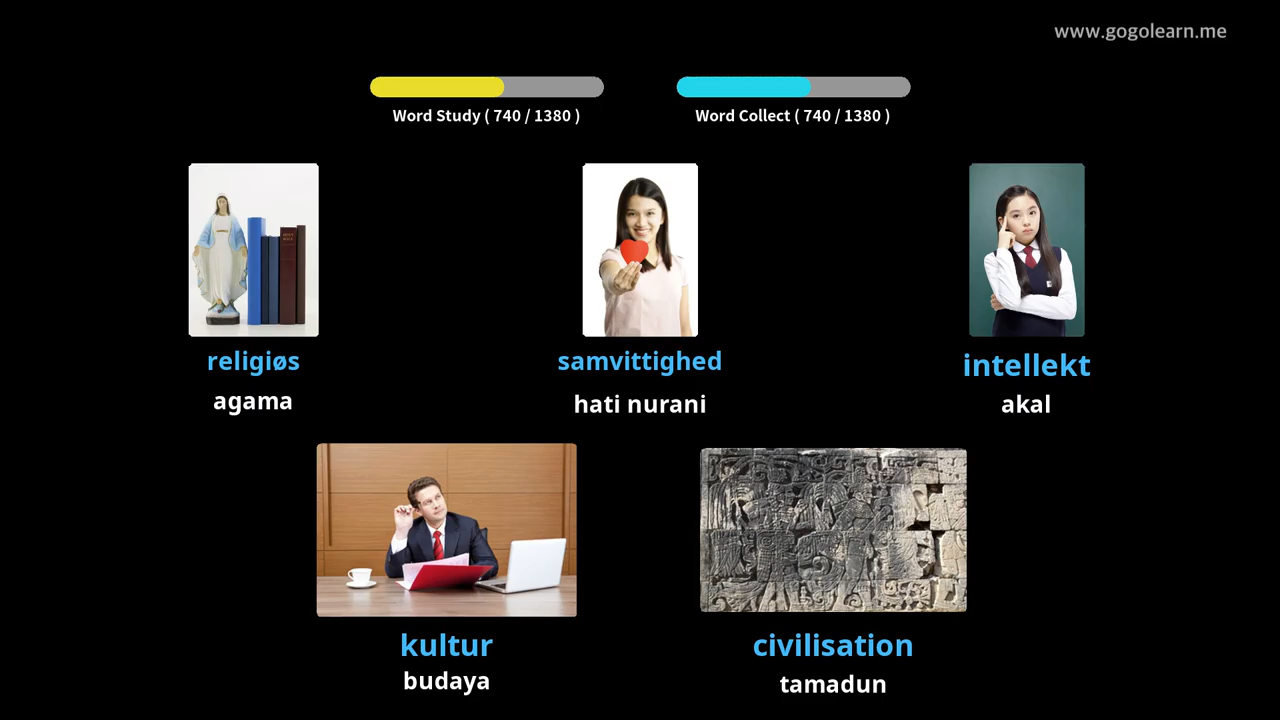 www.gogolearn.me
Word Study ( 740 / 1380 )
Word Collect ( 740 / 1380 )
religiøs
agama
samvittighed
hati nurani
intellekt
akal
kultur
budaya
civilisation
tamadun